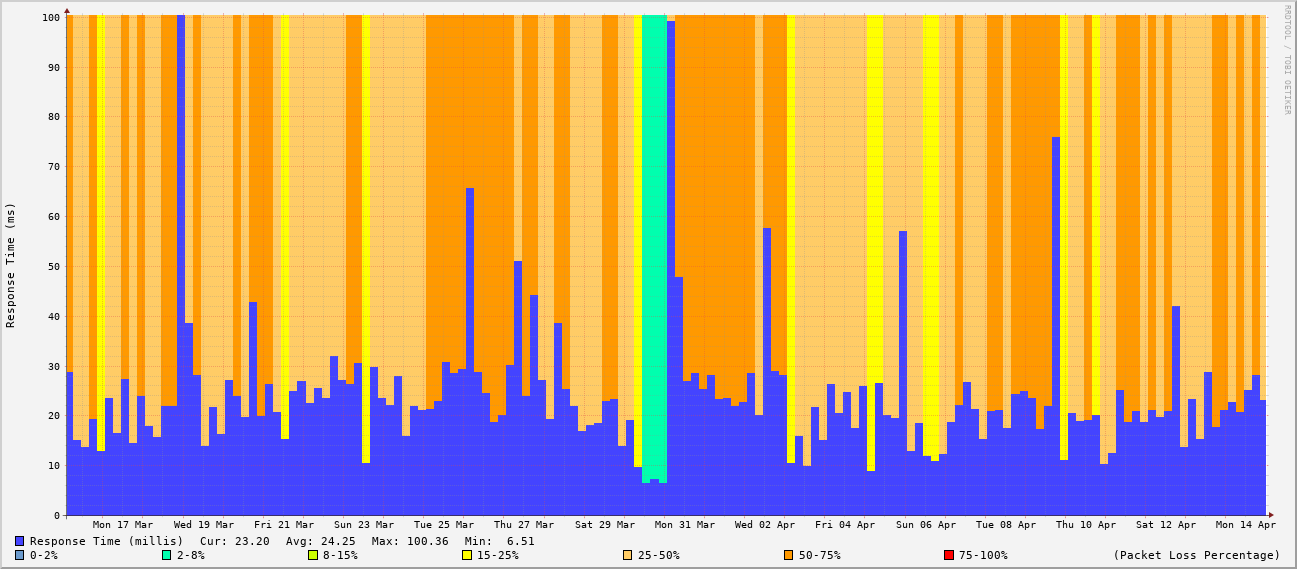 RRDTOOL / TOBI OETIKER
Response Time (ms)
100
90
80
70
60
50
40
30
20
10
0
Mon 17 Mar Wed 19 Mar Fri 21 Mar Sun 23 Mar Tue 25 Mar Thu 27 Mar Sat 29 Mar Mon 31 Mar Wed 02 Apr Fri 04 Apr Sun 06 Apr Tue 08 Apr Thu 10 Apr Sat 12 Apr Mon 14 Apr
Response Time (millis) Cur: 23.20 Avg: 24.25 Max: 100.36 Min: 6.51
0-2% 2-8% 8-15% 15-25% 25-50% 50-75% 75-100% (Packet Loss Percentage)